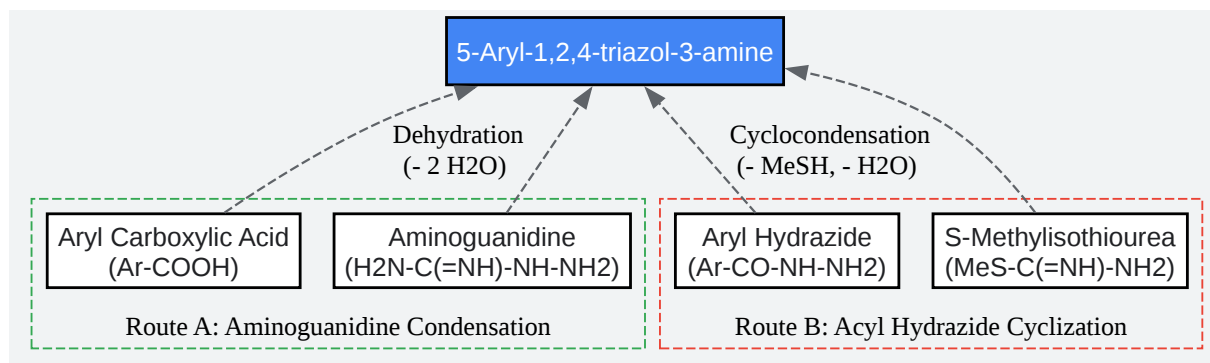 5-Aryl-1,2,4-triazol-3-amine
Dehydration
(- 2 H2O)
Cyclocondensation
(- MeSH, - H2O)
Aryl Carboxylic Acid
(Ar-COOH)
Aminoguanidine
(H2N-C(=NH)-NH-NH2)
Aryl Hydrazide
(Ar-CO-NH-NH2)
S-Methylisothiourea
(MeS-C(=NH)-NH2)
Route A: Aminoguanidine Condensation
Route B: Acyl Hydrazide Cyclization